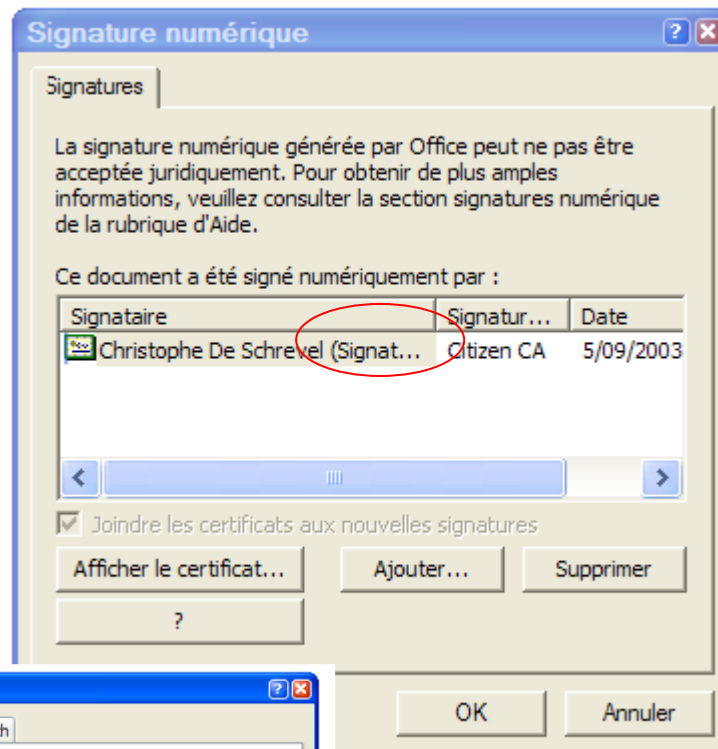 Signature numérique
Signatures
La signature numérique générée par Office peut ne pas être
acceptée juridiquement. Pour obtenir de plus amples
informations, veuillez consulter la section signatures numérique
de la rubrique d'Aide.
Ce document a été signé numériquement par :
Signataire Signatur... Date
Christophe De Schrevel (Signat... Citizen CA 5/09/2003
Joindre les certificats aux nouvelles signatures
Afficher le certificat... Ajouter... Supprimer
?
OK Annuler